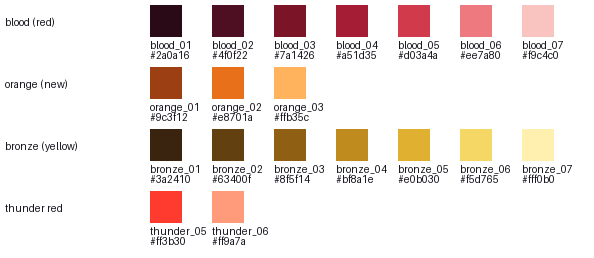 blood (red)
blood_01 blood_02 blood_03 blood_04 blood_05 blood_06 blood_07
#2a0a16 #4f0f22 #7a1426 #a51d35 #d03a4a #ee7a80 #f9c4c0
orange (new)
orange_01 orange_02 orange_03
#9c3f12 #e8701a #ffb35c
bronze (yellow)
bronze_01 bronze_02 bronze_03 bronze_04 bronze_05 bronze_06 bronze_07
#3a2410 #63400f #8f5f14 #bf8a1e #e0b030 #f5d765 #fff0b0
thunder red
thunder_05 thunder_06
#ff3b30 #ff9a7a